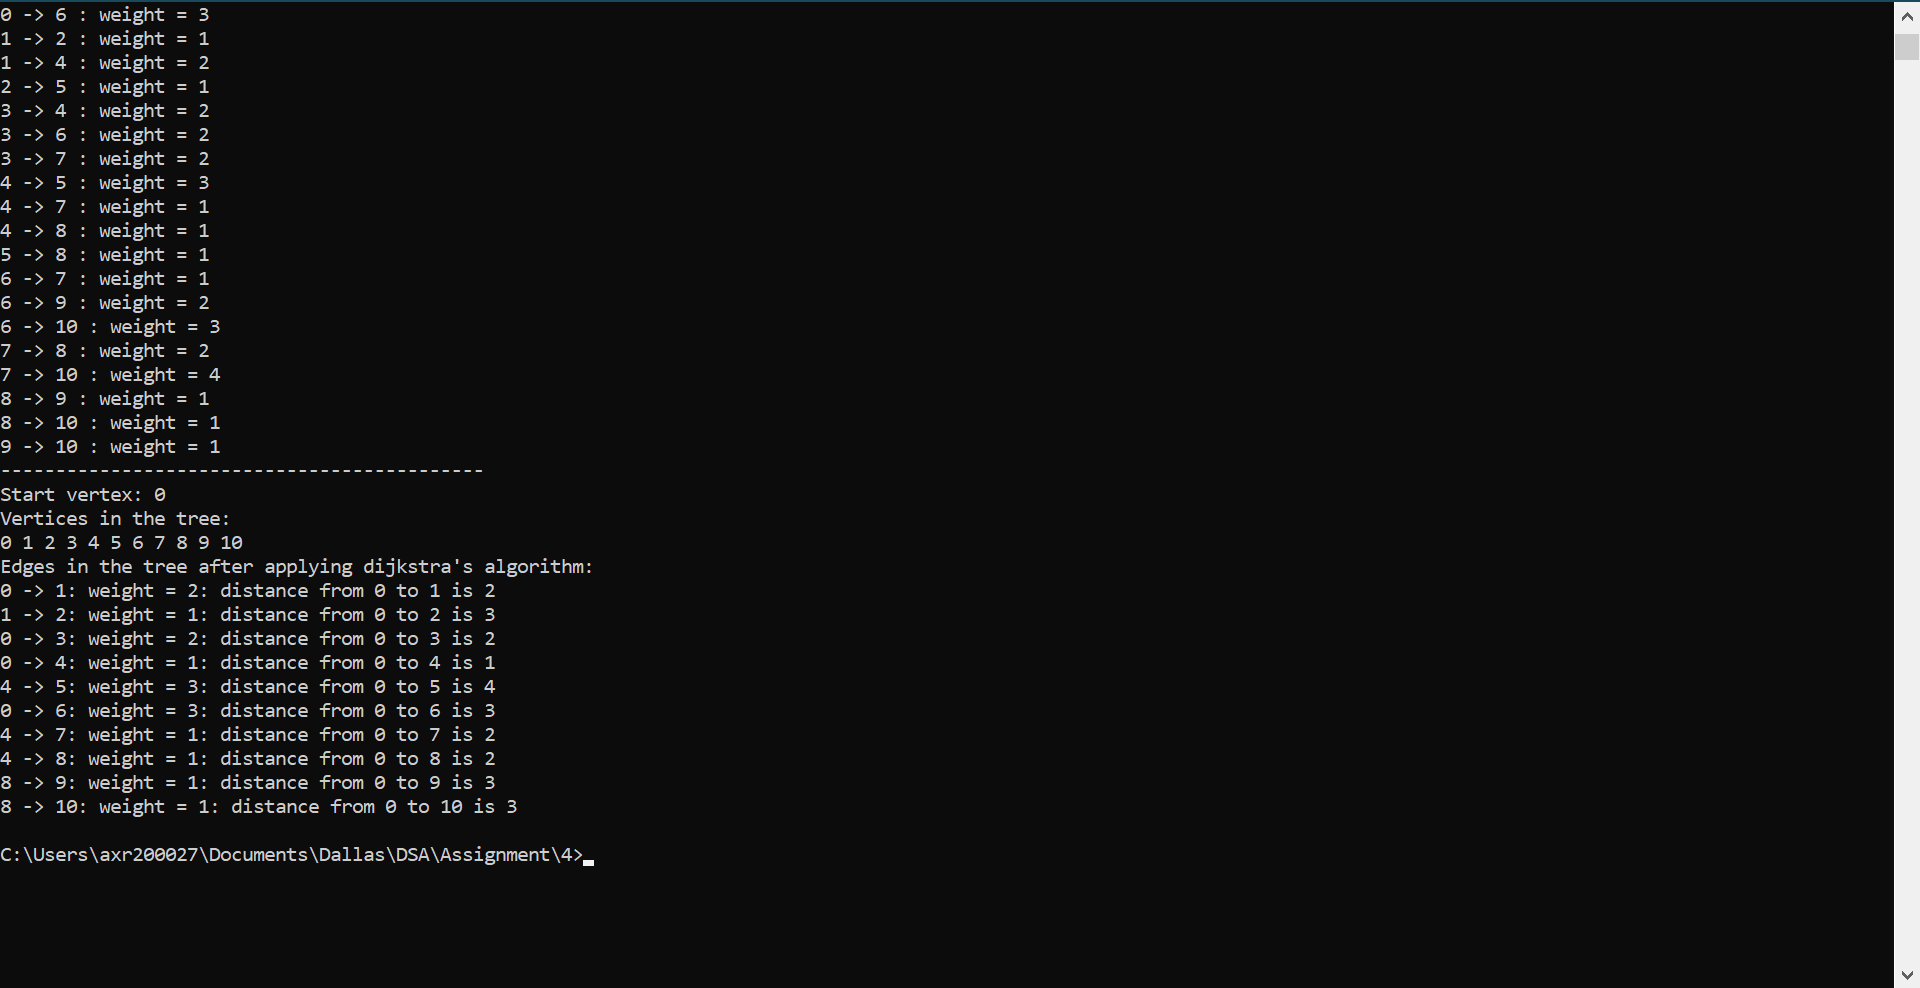 0 -> 6 : weight = 3
1 -> 2 : weight = 1
1 -> 4 : weight = 2
2 -> 5 : weight = 1
3 -> 4 : weight = 2
3 -> 6 : weight = 2
3 -> 7 : weight = 2
4 -> 5 : weight = 3
4 -> 7 : weight = 1
4 -> 8 : weight = 1
5 -> 8 : weight = 1
6 -> 7 : weight = 1
6 -> 9 : weight = 2
6 -> 10 : weight = 3
7 -> 8 : weight = 2
7 -> 10 : weight = 4
8 -> 9 : weight = 1
8 -> 10 : weight = 1
9 -> 10 : weight = 1
--------------------------------------------
Start vertex: 0
Vertices in the tree:
0 1 2 3 4 5 6 7 8 9 10
Edges in the tree after applying dijkstra's algorithm:
0 -> 1: weight = 2: distance from 0 to 1 is 2
1 -> 2: weight = 1: distance from 0 to 2 is 3
0 -> 3: weight = 2: distance from 0 to 3 is 2
0 -> 4: weight = 1: distance from 0 to 4 is 1
4 -> 5: weight = 3: distance from 0 to 5 is 4
0 -> 6: weight = 3: distance from 0 to 6 is 3
4 -> 7: weight = 1: distance from 0 to 7 is 2
4 -> 8: weight = 1: distance from 0 to 8 is 2
8 -> 9: weight = 1: distance from 0 to 9 is 3
8 -> 10: weight = 1: distance from 0 to 10 is 3
C:\Users\axr200027\Documents\Dallas\DSA\Assignment\4>